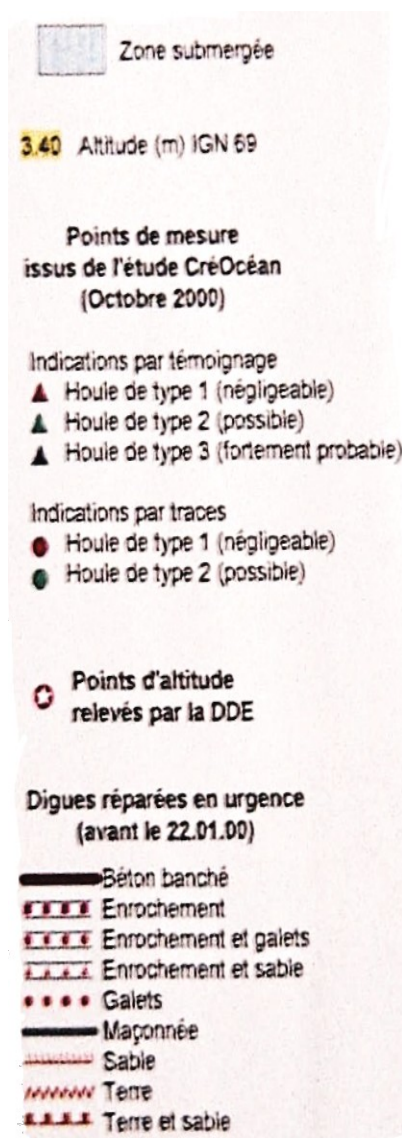 Zone submergée
3.40 Altitude (m) IGN 69
Points de mesure
issus de l'étude CréOcéan
(Octobre 2000)
Indications par témoignage
Houle de type 1 (négligeable)
Houle de type 2 (possible)
Houle de type 3 (fortement probable)
Indications par traces
Houle de type 1 (négligeable)
Houle de type 2 (possible)
Points d'altitude
relevés par la DDE
Digues réparées en urgence
(avant le 22.01.00)
Béton banché
Enrochement
Enrochement et galets
Enrochement et sable
Galets
Maçonnée
Sable
Terre
Terre et sable